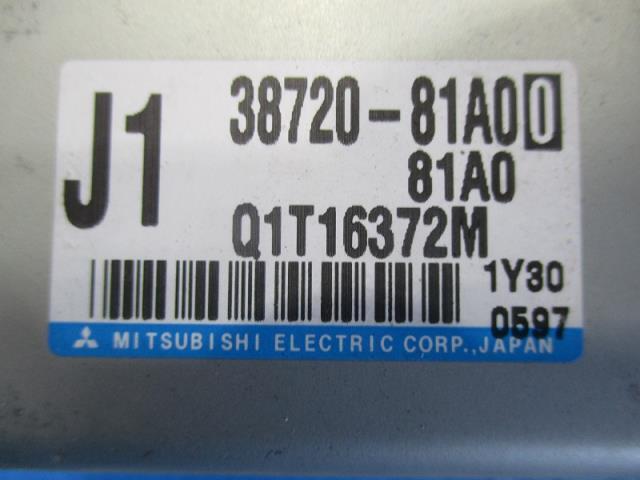 J1
38720-81A00
81A0
Q1T16372M
1Y30
0597
MITSUBISHI ELECTRIC CORP., JAPAN